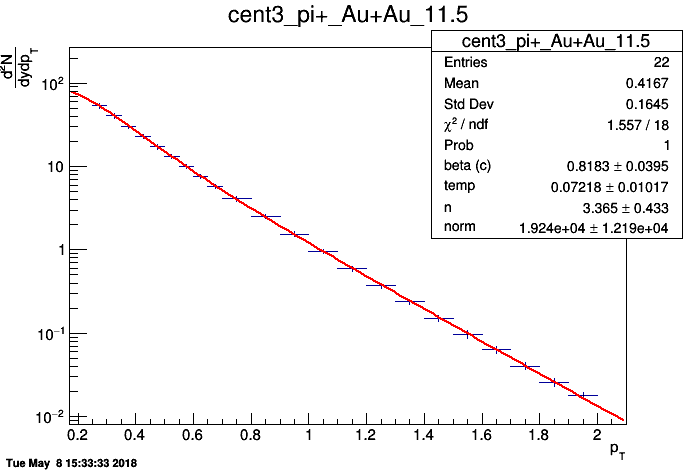 cent3_pi+_Au+Au_11.5
d²N
dydp_T
cent3_pi+_Au+Au_11.5
Entries 22
Mean 0.4167
Std Dev 0.1645
χ² / ndf 1.557 / 18
Prob 1
beta (c) 0.8183 ± 0.0395
temp 0.07218 ± 0.01017
n 3.365 ± 0.433
norm 1.924e+04 ± 1.219e+04
10²
10
1
10⁻¹
10⁻²
0.2 0.4 0.6 0.8 1 1.2 1.4 1.6 1.8 2
p_T
Tue May 8 15:33:33 2018